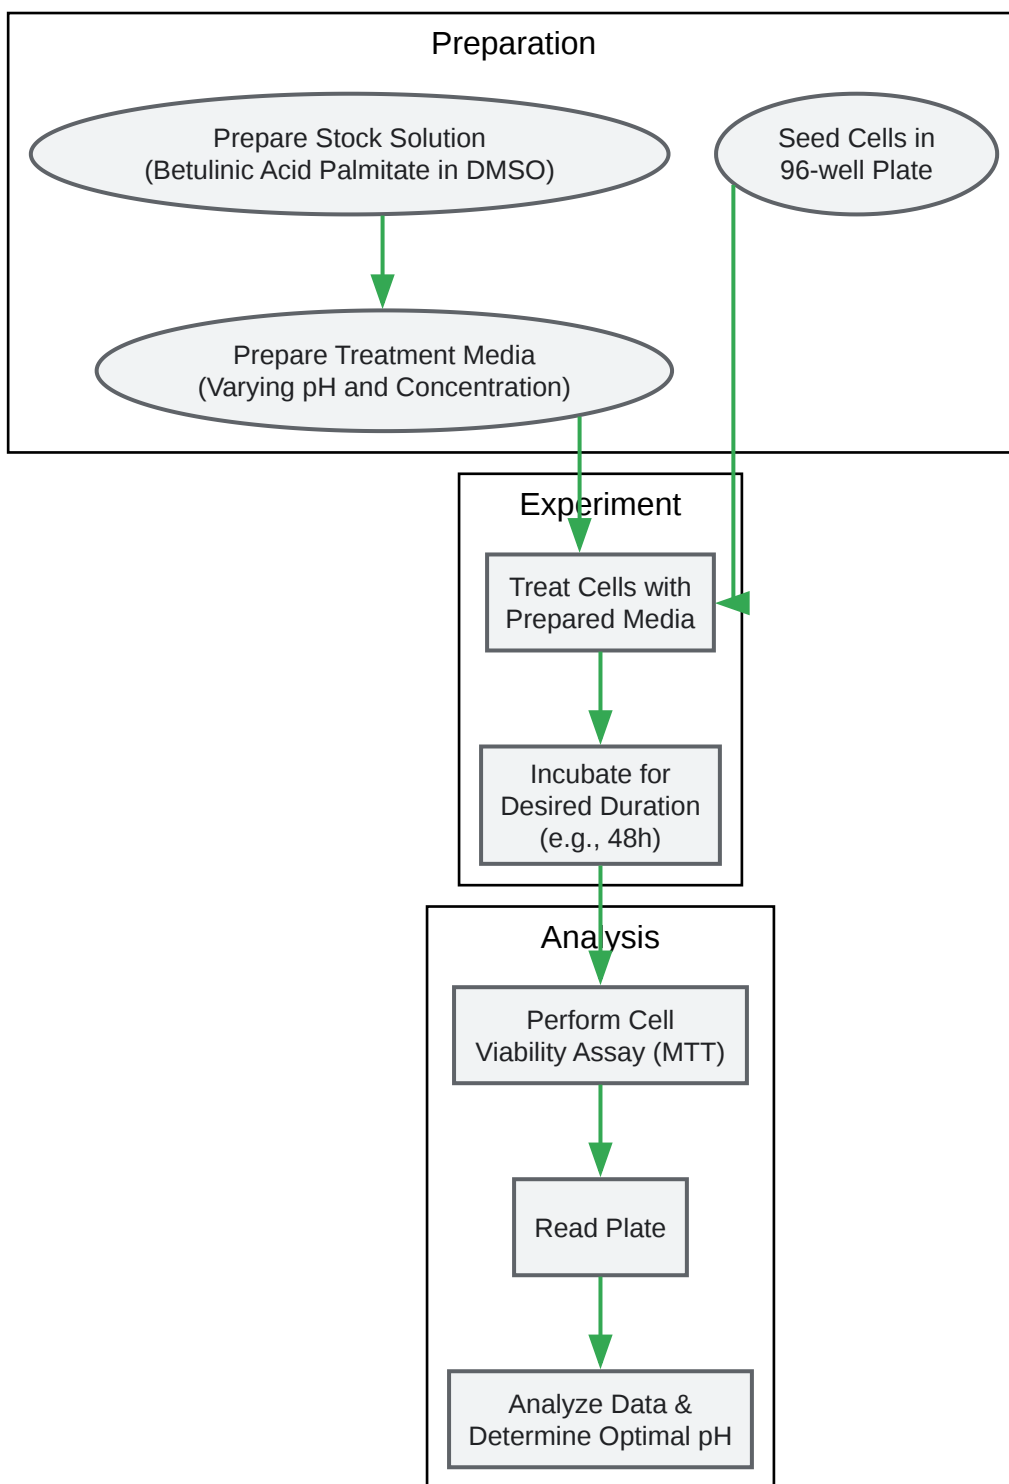 Preparation
Prepare Stock Solution
(Betulinic Acid Palmitate in DMSO)
Seed Cells in
96-well Plate
Prepare Treatment Media
(Varying pH and Concentration)
Experiment
Treat Cells with
Prepared Media
Incubate for
Desired Duration
(e.g., 48h)
Analysis
Perform Cell
Viability Assay (MTT)
Read Plate
Analyze Data &
Determine Optimal pH